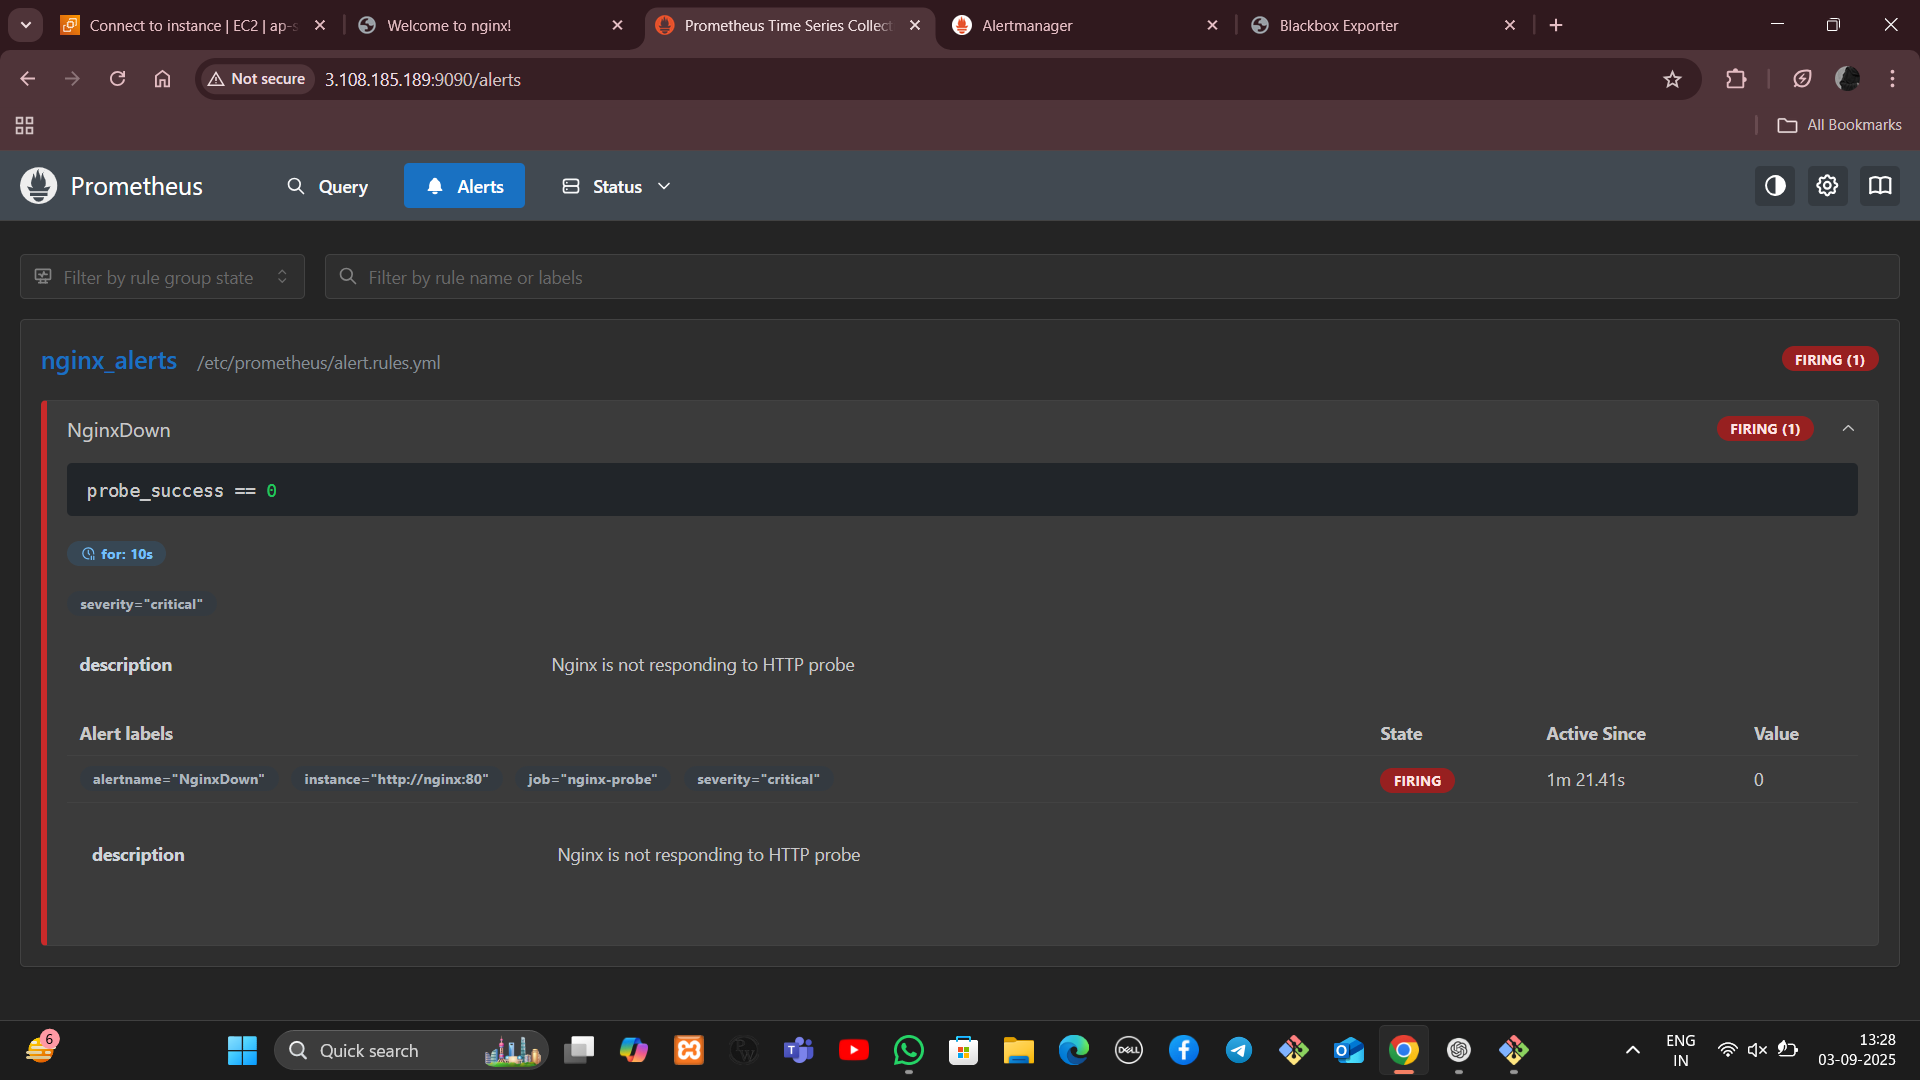 Connect to instance | EC2 | ap-s
Welcome to nginx!
Prometheus Time Series Collect
Alertmanager
Blackbox Exporter
Not secure
3.108.185.189:9090/alerts
All Bookmarks
Prometheus
Query
Alerts
Status
Filter by rule group state
Filter by rule name or labels
nginx_alerts /etc/prometheus/alert.rules.yml
FIRING (1)
NginxDown
FIRING (1)
probe_success == 0
for: 10s
severity="critical"
description Nginx is not responding to HTTP probe
Alert labels State Active Since Value
alertname="NginxDown" instance="http://nginx:80" job="nginx-probe" severity="critical" FIRING 1m 21.41s 0
description Nginx is not responding to HTTP probe
6
Quick search
DELL
ENG
IN
13:28
03-09-2025